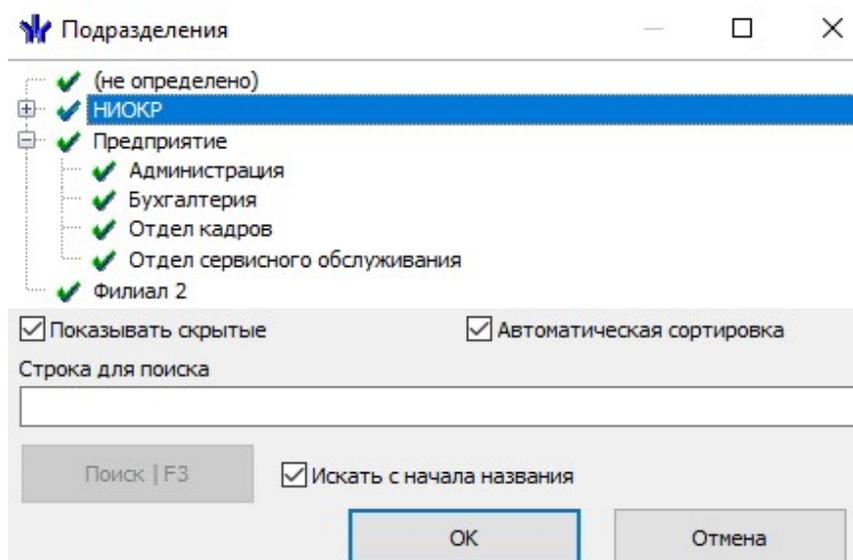 Подразделения
(не определено)
НИОКР
Предприятие
Администрация
Бухгалтерия
Отдел кадров
Отдел сервисного обслуживания
Филиал 2
Показывать скрытые Автоматическая сортировка
Строка для поиска
Поиск | F3 Искать с начала названия
OK Отмена